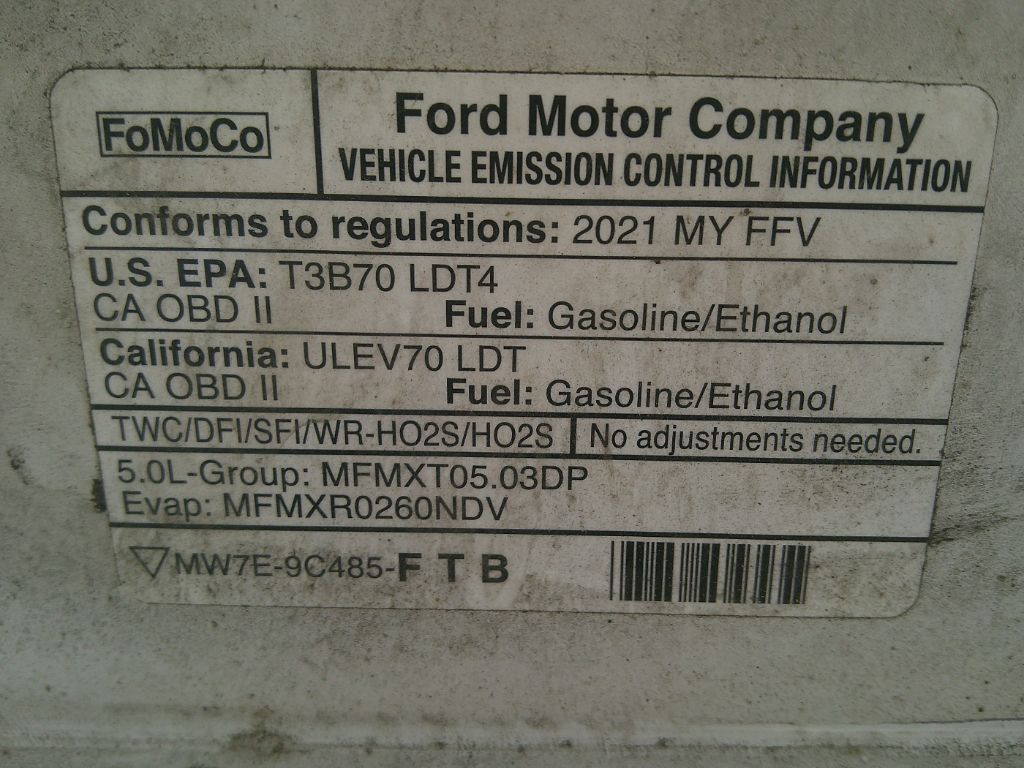 FoMoCo
Ford Motor Company
VEHICLE EMISSION CONTROL INFORMATION
Conforms to regulations: 2021 MY FFV
U.S. EPA: T3B70 LDT4
CA OBD II Fuel: Gasoline/Ethanol
California: ULEV70 LDT
CA OBD II Fuel: Gasoline/Ethanol
TWC/DFI/SFI/WR-HO2S/HO2S No adjustments needed.
5.0L-Group: MFMXT05.03DP
Evap: MFMXR0260NDV
MW7E-9C485-F T B